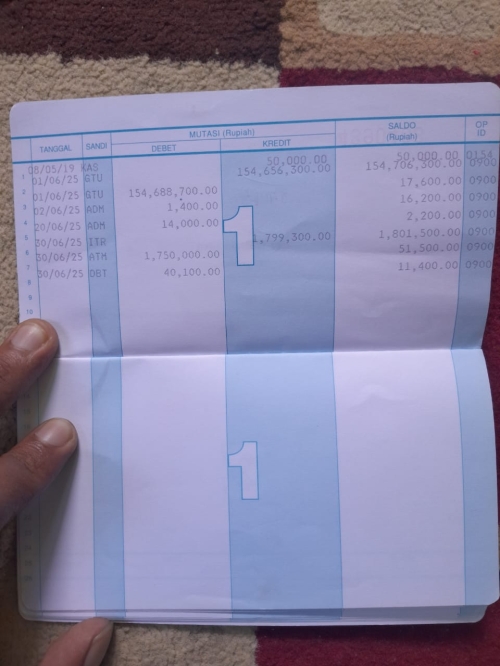 TANGGAL SANDI MUTASI (Rupiah) DEBET KREDIT SALDO (Rupiah) OP ID
08/05/19 KAS 50,000.00 50,000.00 0154
1 01/06/25 GTU 154,656,300.00 154,706,300.00 0900
2 01/06/25 GTU 154,688,700.00 17,600.00 0900
3 02/06/25 ADM 1,400.00 16,200.00 0900
4 20/06/25 ADM 14,000.00 2,200.00 0900
5 30/06/25 ITR 1,799,300.00 1,801,500.00 0900
6 30/06/25 ATM 1,750,000.00 51,500.00 0900
7 30/06/25 DBT 40,100.00 11,400.00 0900
8
9
10
1
1